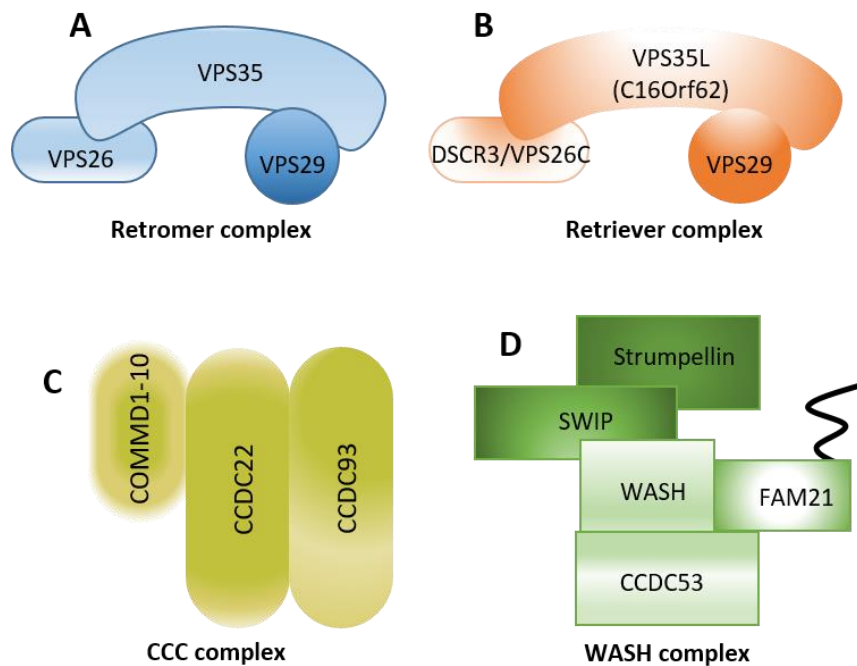 A
VPS35
VPS26
VPS29
Retromer complex
B
VPS35L
(C16Orf62)
DSCR3/VPS26C
VPS29
Retriever complex
C
COMMD1-10
CCDC22
CCDC93
CCC complex
D
Strumpellin
SWIP
WASH
FAM21
CCDC53
WASH complex